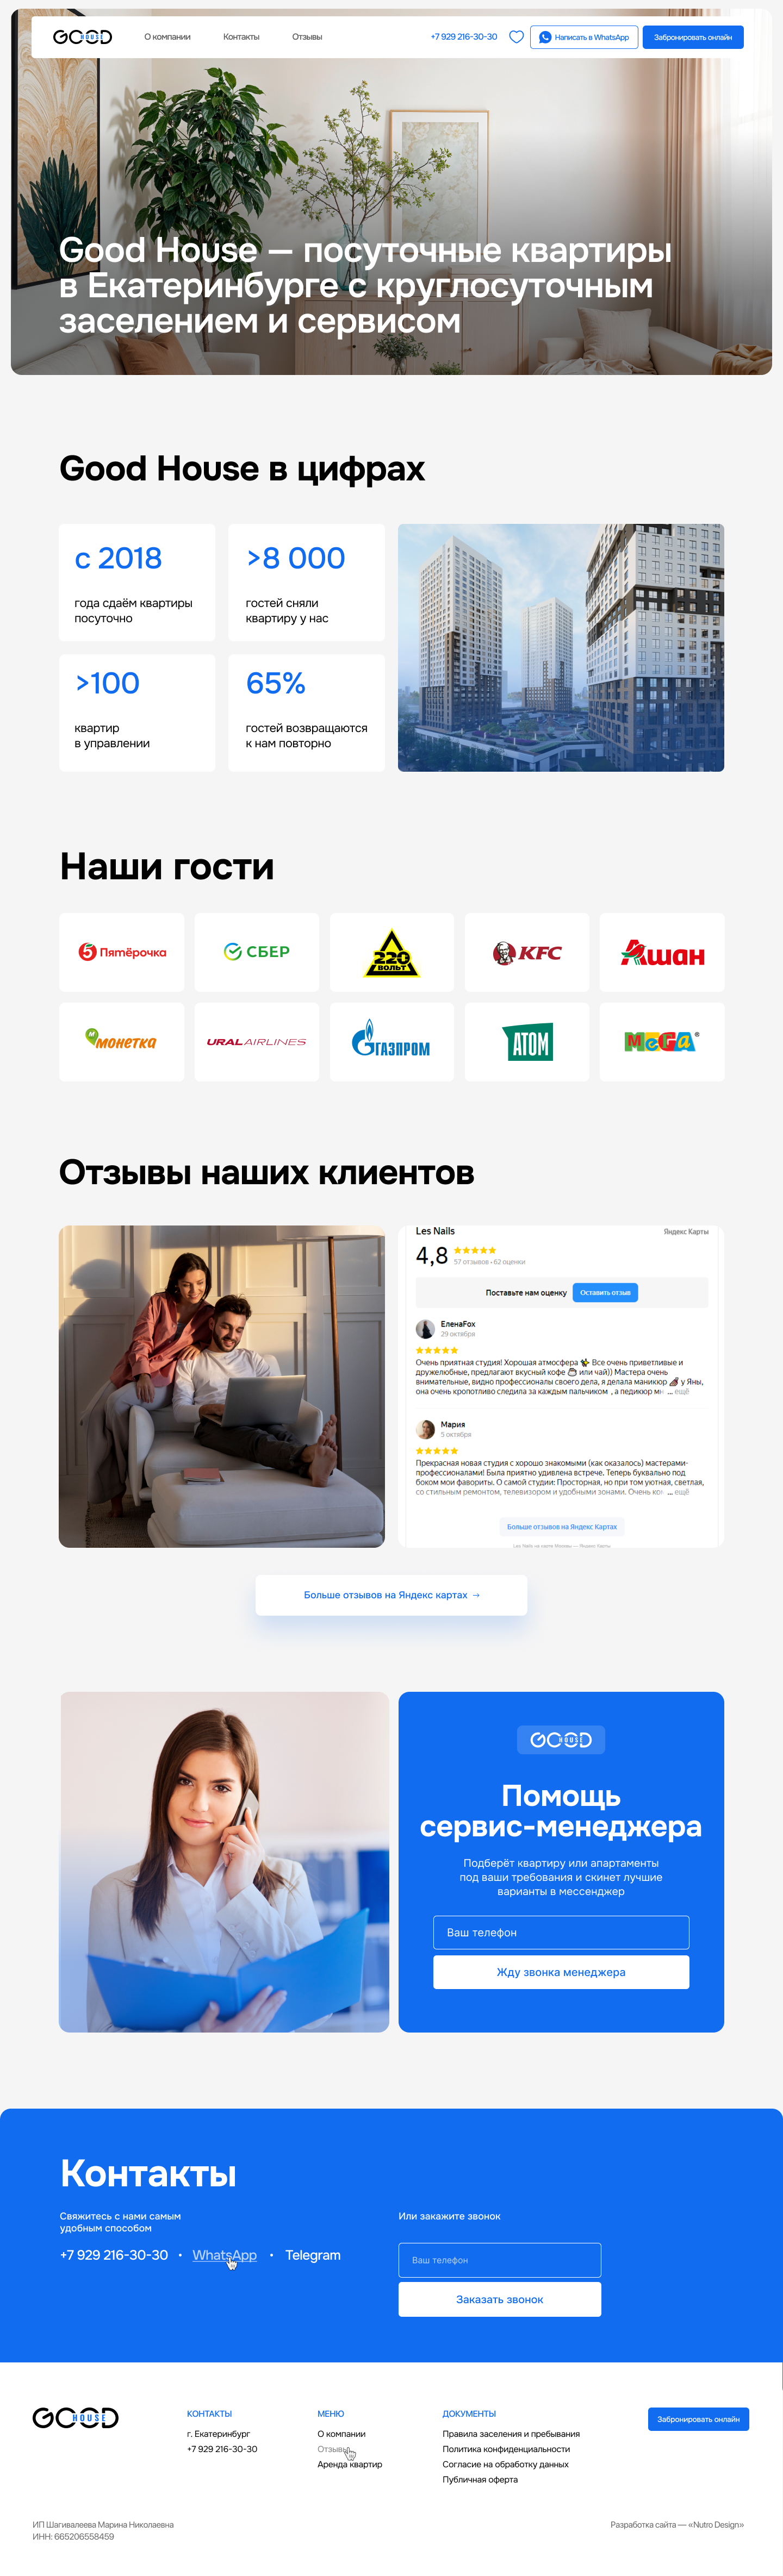 GOOD HOUSE
О компании
Контакты
Отзывы
+7 929 216-30-30
Написать в WhatsApp
Забронировать онлайн
Good House — посуточные квартиры
в Екатеринбурге с круглосуточным
заселением и сервисом
Good House в цифрах
с 2018
года сдаём квартиры
посуточно
>8 000
гостей сняли
квартиру у нас
>100
квартир
в управлении
65%
гостей возвращаются
к нам повторно
Наши гости
5 Пятёрочка
СБЕР
220
ВОЛЬТ
KFC
Ашан
М монетка
URAL AIRLINES
ГАЗПРОМ
АТОМ
MEGA®
Отзывы наших клиентов
Les Nails
Яндекс Карты
4,8
57 отзывов • 62 оценки
Поставьте нам оценку
Оставить отзыв
ЕленаFox
29 октября
Очень приятная студия! Хорошая атмосфера Все очень приветливые и
дружелюбные, предлагают вкусный кофе или чай)) Мастера очень
внимательные, видно профессионалы своего дела, я делала маникюр у Яны,
она очень кропотливо следила за каждым пальчиком , а педикюр ... ещё
Мария
5 октября
Прекрасная новая студия с хорошо знакомыми (как оказалось) мастерами-
профессионалами! Была приятно удивлена встрече. Теперь буквально под
боком мои фавориты. О самой студии: Просторная, но при том уютная, светлая,
со стильным ремонтом, телевизором и удобными зонами. Очень ... ещё
Больше отзывов на Яндекс Картах
Les Nails на карте Москвы — Яндекс Карты
Больше отзывов на Яндекс картах →
GOOD HOUSE
Помощь
сервис-менеджера
Подберёт квартиру или апартаменты
под ваши требования и скинет лучшие
варианты в мессенджер
Ваш телефон
Жду звонка менеджера
Контакты
Свяжитесь с нами самым
удобным способом
+7 929 216-30-30 • WhatsApp • Telegram
Или закажите звонок
Ваш телефон
Заказать звонок
GOOD HOUSE
КОНТАКТЫ
г. Екатеринбург
+7 929 216-30-30
МЕНЮ
О компании
Отзывы
Аренда квартир
ДОКУМЕНТЫ
Правила заселения и пребывания
Политика конфиденциальности
Согласие на обработку данных
Публичная оферта
Забронировать онлайн
ИП Шагивалеева Марина Николаевна
ИНН: 665206558459
Разработка сайта — «Nutro Design»